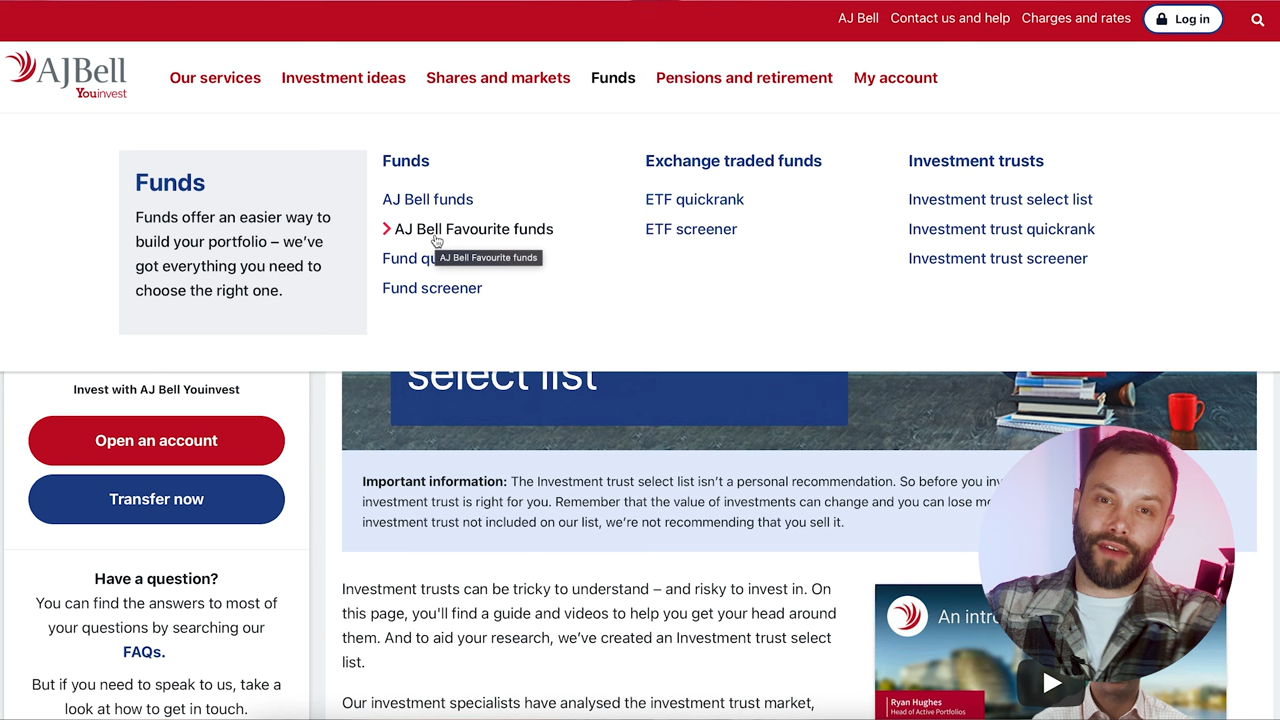 AJ Bell Contact us and help Charges and rates Log in
AJBell
Youinvest
Our services Investment ideas Shares and markets Funds Pensions and retirement My account
Funds
Funds offer an easier way to
build your portfolio – we've
got everything you need to
choose the right one.
Funds
AJ Bell funds
AJ Bell Favourite funds
AJ Bell Favourite funds
Fund
Fund screener
Exchange traded funds
ETF quickrank
ETF screener
Investment trusts
Investment trust select list
Investment trust quickrank
Investment trust screener
select list
Invest with AJ Bell Youinvest
Open an account
Transfer now
Have a question?
You can find the answers to most of
your questions by searching our
FAQs.
But if you need to speak to us, take a
look at how to get in touch.
Important information: The Investment trust select list isn't a personal recommendation. So before you
investment trust is right for you. Remember that the value of investments can change and you can lose
investment trust not included on our list, we're not recommending that you sell it.
Investment trusts can be tricky to understand – and risky to invest in. On
this page, you'll find a guide and videos to help you get your head around
them. And to aid your research, we've created an Investment trust select
list.
Our investment specialists have analysed the investment trust market,
An
Ryan Hughes
Head of Active Portfolios